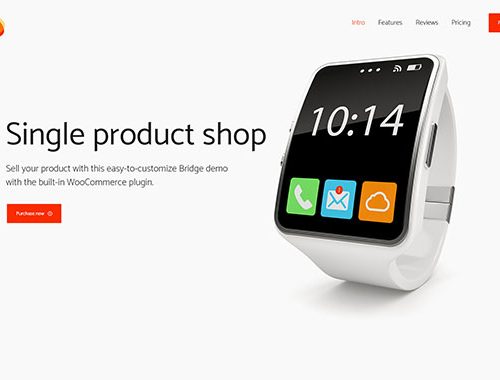 Intro Features Reviews Pricing
Single product shop
Sell your product with this easy-to-customize Bridge demo
with the built-in WooCommerce plugin.
Purchase now
10:14
1